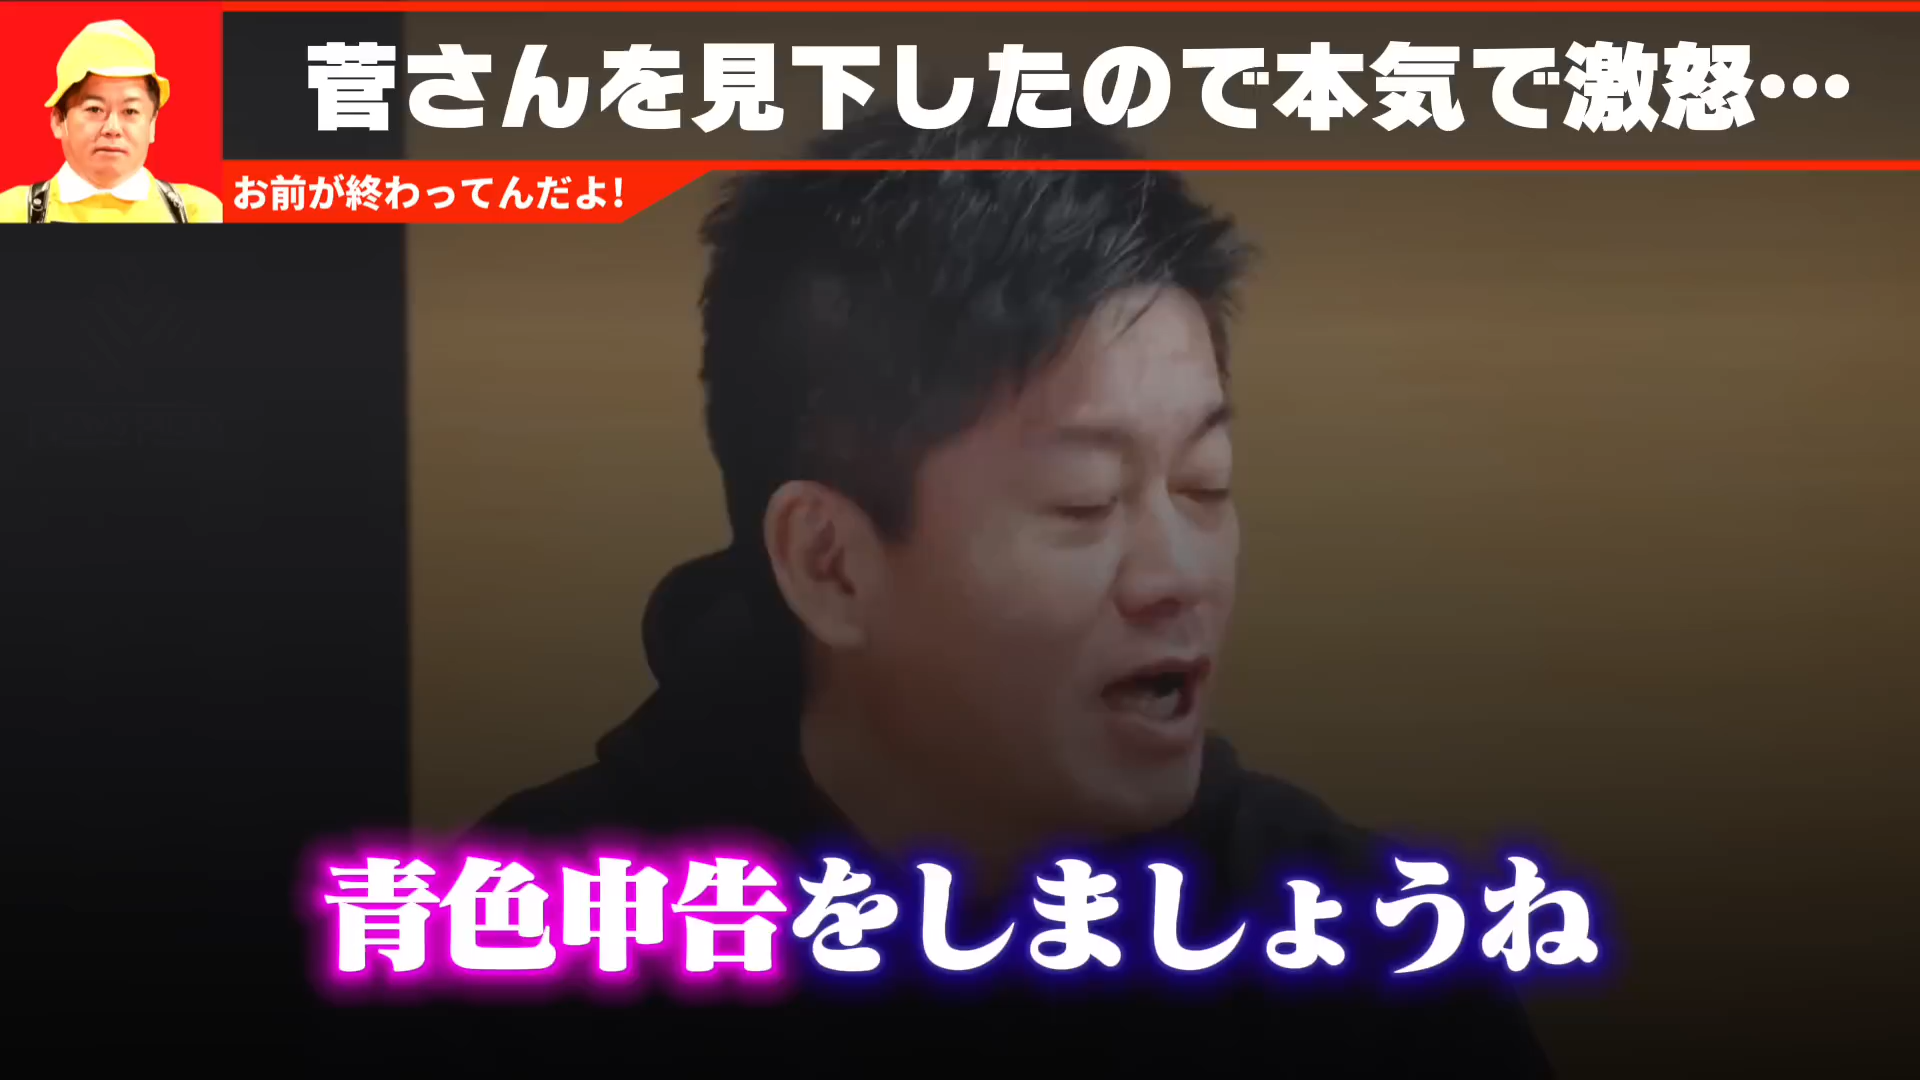 菅さんを見下したので本気で激怒…
お前が終わってんだよ!
青色申告をしましょうね